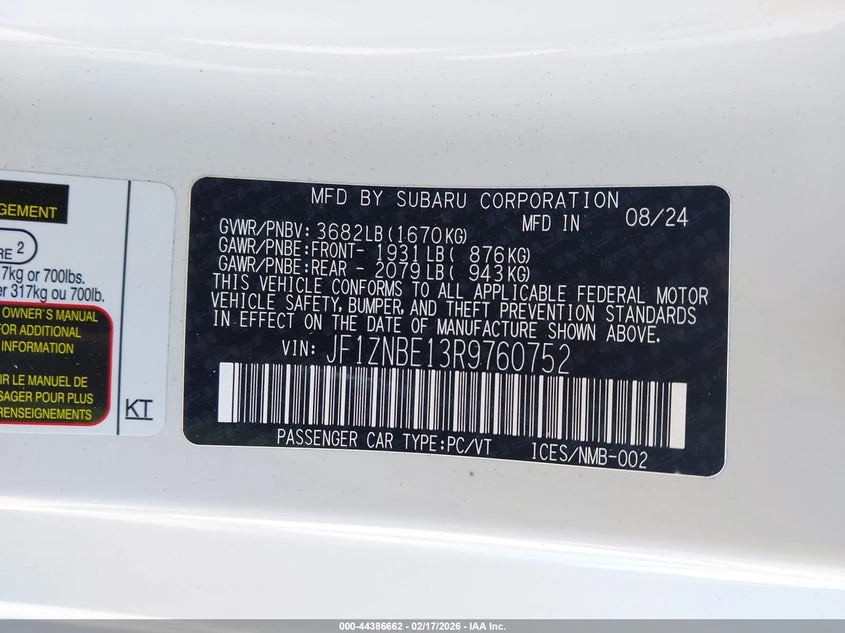 GEMENT
RE 2
7kg or 700lbs.
er 317kg ou 700lb.
OWNER'S MANUAL
FOR ADDITIONAL
INFORMATION
IR LE MANUEL DE
SAGER POUR PLUS
RENSEIGNEMENTS
KT
MFD BY SUBARU CORPORATION
MFD IN 08/24
GVWR/PNBV: 3682LB(1670KG)
GAWR/PNBE:FRONT- 1931LB( 876KG)
GAWR/PNBE:REAR - 2079LB( 943KG)
THIS VEHICLE CONFORMS TO ALL APPLICABLE FEDERAL MOTOR
VEHICLE SAFETY, BUMPER, AND THEFT PREVENTION STANDARDS
IN EFFECT ON THE DATE OF MANUFACTURE SHOWN ABOVE.
VIN: JF1ZNBE13R9760752
PASSENGER CAR TYPE:PC/VT ICES/NMB-002
000-44386662 - 02/17/2026 - IAA Inc.